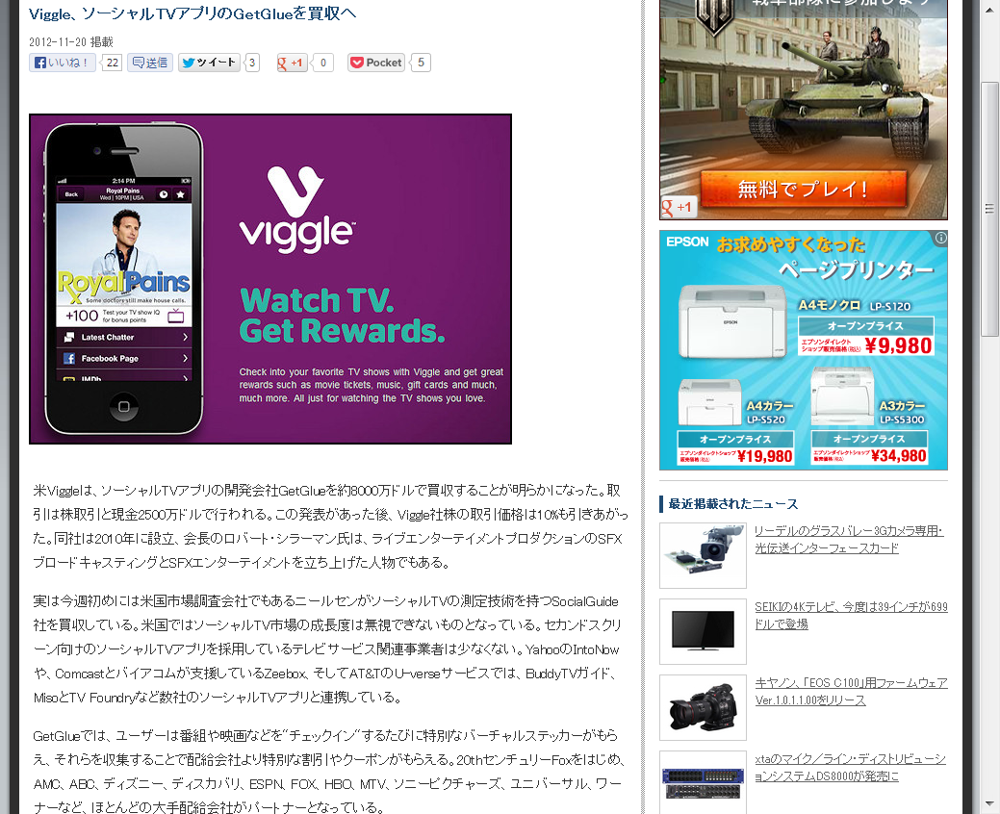 Viggle、ソーシャルTVアプリのGetGlueを買収へ
2012-11-20 掲載
いいね！ 22 送信 ツイート 3 +1 0 Pocket 5
2:14 PM
Back
Royal Pains
Wed | 10PM | USA
Royal Pains
Some doctors still make house calls.
+100 Test your TV show IQ
for bonus points
Latest Chatter
Facebook Page
IMDb
viggle™
Watch TV.
Get Rewards.
Check into your favorite TV shows with Viggle and get great
rewards such as movie tickets, music, gift cards and much,
much more. All just for watching the TV shows you love.
米Viggleは、ソーシャルTVアプリの開発会社GetGlueを約8000万ドルで買収することが明らかになった。取
引は株取引と現金2500万ドルで行われる。この発表があった後、Viggle社株の取引価格は10%も引きあがっ
た。同社は2010年に設立、会長のロバート・シラーマン氏は、ライブエンターテイメントプロダクションのSFX
ブロードキャスティングとSFXエンターテイメントを立ち上げた人物でもある。
実は今週初めには米国市場調査会社でもあるニールセンがソーシャルTVの測定技術を持つSocialGuide
社を買収している。米国ではソーシャルTV市場の成長度は無視できないものとなっている。セカンドスクリ
ーン向けのソーシャルTVアプリを採用しているテレビサービス関連事業者は少なくない。YahooのIntoNow
や、Comcastとバイアコムが支援しているZeebox、そしてAT&TのU-verseサービスでは、BuddyTVガイド、
MisoとTV Foundryなど数社のソーシャルTVアプリと連携している。
GetGlueでは、ユーザーは番組や映画などを“チェックイン“するたびに特別なバーチャルステッカーがもら
え、それらを収集することで配給会社より特別な割引やクーポンがもらえる。20thセンチュリーFoxをはじめ、
AMC、ABC、ディズニー、ディスカバリ、ESPN、FOX、HBO、MTV、ソニーピクチャーズ、ユニバーサル、ワー
ナーなど、ほとんどの大手配給会社がパートナーとなっている。
戦車部隊に参加しよう
無料でプレイ!
+1
EPSON お求めやすくなった
ページプリンター
A4モノクロ LP-S120
オープンプライス
エプソンダイレクト
ショップ販売価格(税込) ¥9,980
A4カラー
LP-S520
オープンプライス
エプソンダイレクトショップ
販売価格(税込) ¥19,980
A3カラー
LP-S5300
オープンプライス
エプソンダイレクトショップ
販売価格(税込) ¥34,980
最近掲載されたニュース
リーデルのグラスバレー3Gカメラ専用・
光伝送インターフェースカード
SEIKIの4Kテレビ、今度は39インチが699
ドルで登場
キヤノン、「EOS C100」用ファームウェア
Ver.1.0.1.1.00をリリース
xtaのマイク／ライン・ディストリビューシ
ョンシステムDS8000が発売に